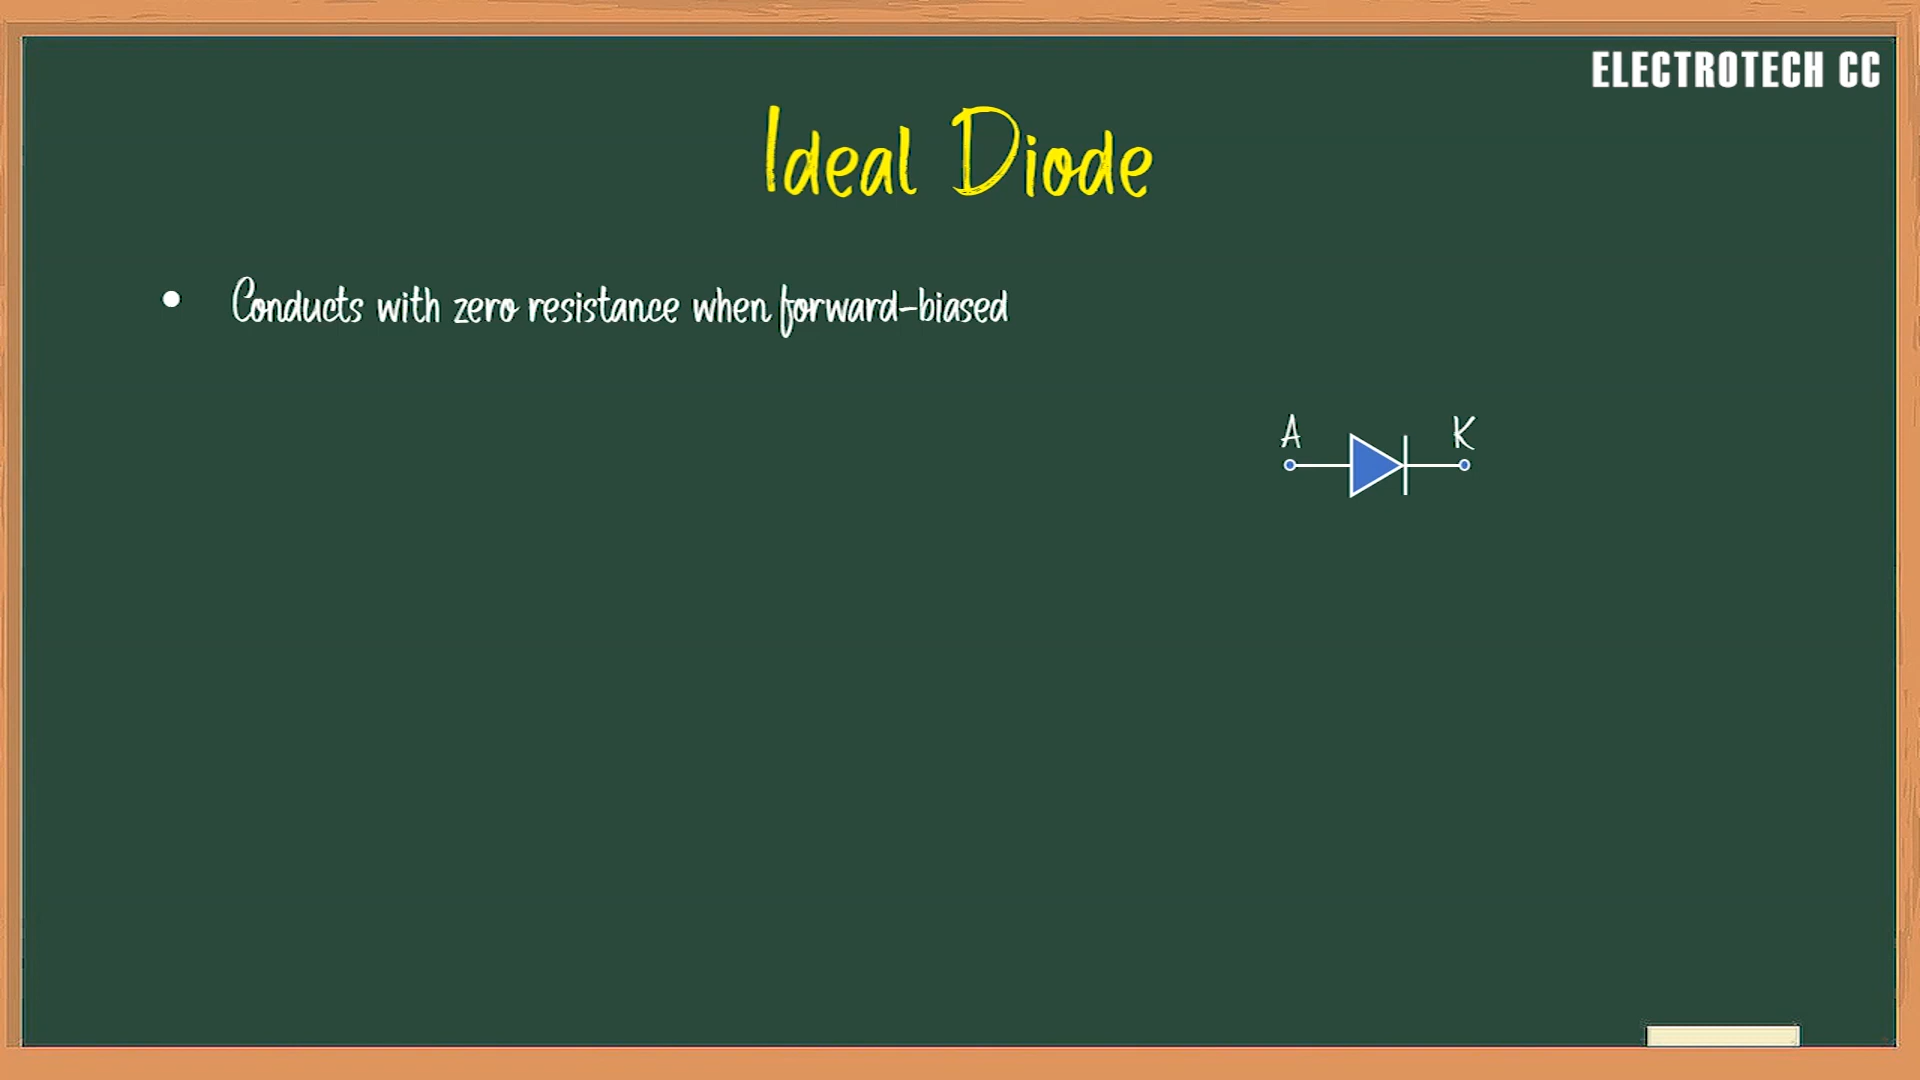 ELECTROTECH CC
Ideal Diode
• Conducts with zero resistance when forward-biased
A K